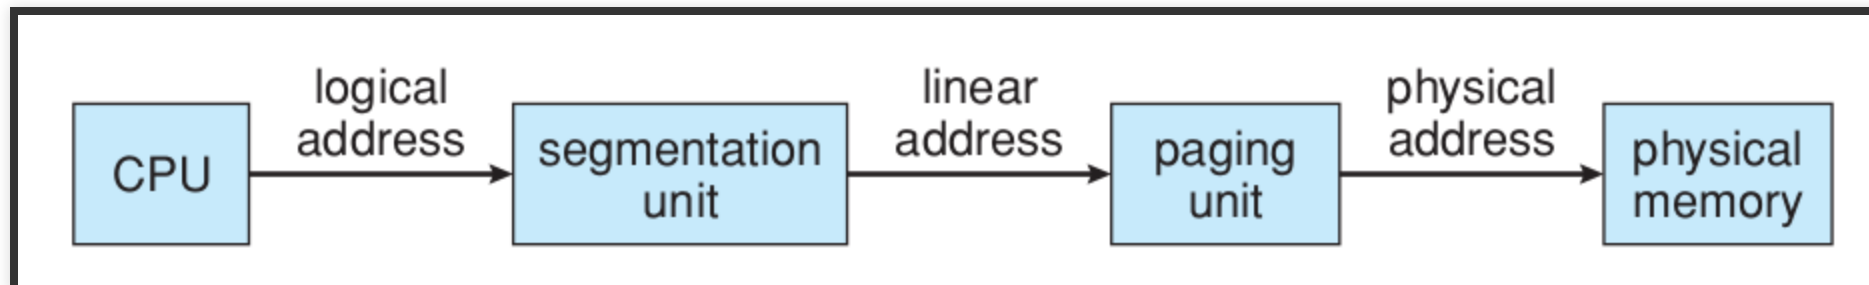 CPU
logical
address
segmentation
unit
linear
address
paging
unit
physical
address
physical
memory